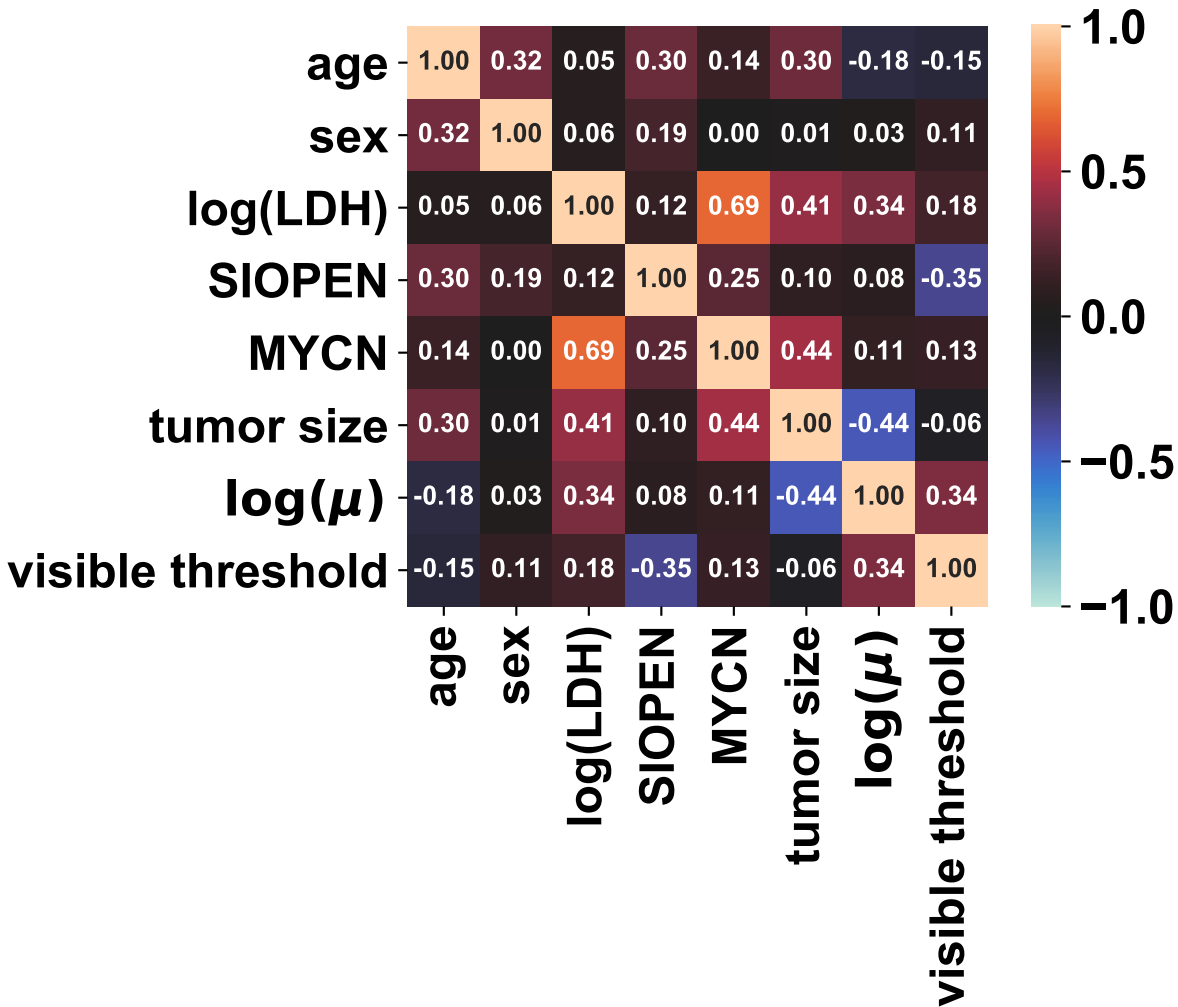 age 1.00 0.32 0.05 0.30 0.14 0.30 -0.18 -0.15
sex 0.32 1.00 0.06 0.19 0.00 0.01 0.03 0.11
log(LDH) 0.05 0.06 1.00 0.12 0.69 0.41 0.34 0.18
SIOPEN 0.30 0.19 0.12 1.00 0.25 0.10 0.08 -0.35
MYCN 0.14 0.00 0.69 0.25 1.00 0.44 0.11 0.13
tumor size 0.30 0.01 0.41 0.10 0.44 1.00 -0.44 -0.06
log(μ) -0.18 0.03 0.34 0.08 0.11 -0.44 1.00 0.34
visible threshold -0.15 0.11 0.18 -0.35 0.13 -0.06 0.34 1.00
age
sex
log(LDH)
SIOPEN
MYCN
tumor size
log(μ)
visible threshold
1.0
0.5
0.0
−0.5
−1.0